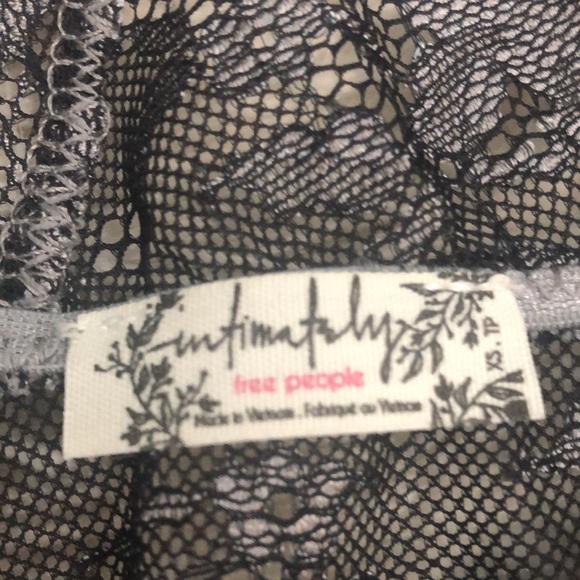 intimately
free people
Made in Vietnam . Fabriqué au Vietnam
XS . TP